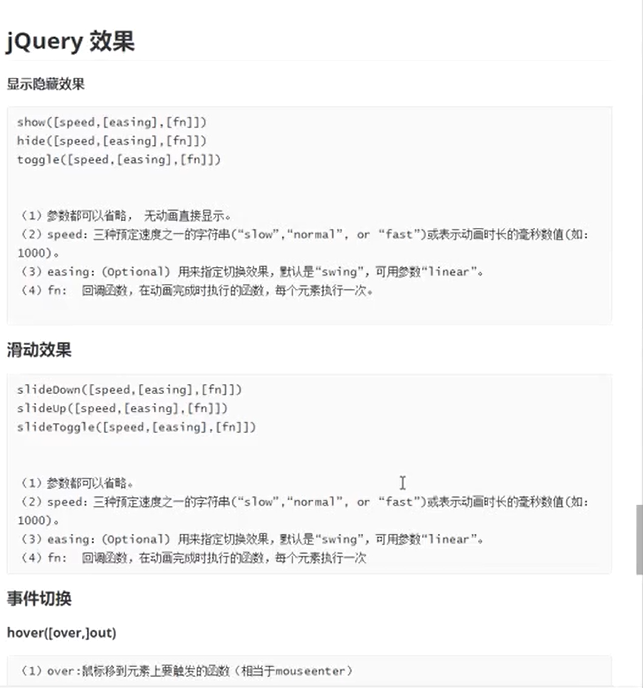 jQuery 效果
显示隐藏效果
show([speed,[easing],[fn]])
hide([speed,[easing],[fn]])
toggle([speed,[easing],[fn]])
（1）参数都可以省略， 无动画直接显示。
（2）speed：三种预定速度之一的字符串(“slow”,“normal”, or “fast”)或表示动画时长的毫秒数值(如：
1000)。
（3）easing：(Optional) 用来指定切换效果，默认是“swing”，可用参数“linear”。
（4）fn:  回调函数，在动画完成时执行的函数，每个元素执行一次。
滑动效果
slideDown([speed,[easing],[fn]])
slideUp([speed,[easing],[fn]])
slideToggle([speed,[easing],[fn]])
（1）参数都可以省略。
（2）speed：三种预定速度之一的字符串(“slow”,“normal”, or “fast”)或表示动画时长的毫秒数值(如：
1000)。
（3）easing：(Optional) 用来指定切换效果，默认是“swing”，可用参数“linear”。
（4）fn:  回调函数，在动画完成时执行的函数，每个元素执行一次
事件切换
hover([over,]out)
（1）over:鼠标移到元素上要触发的函数（相当于mouseenter）